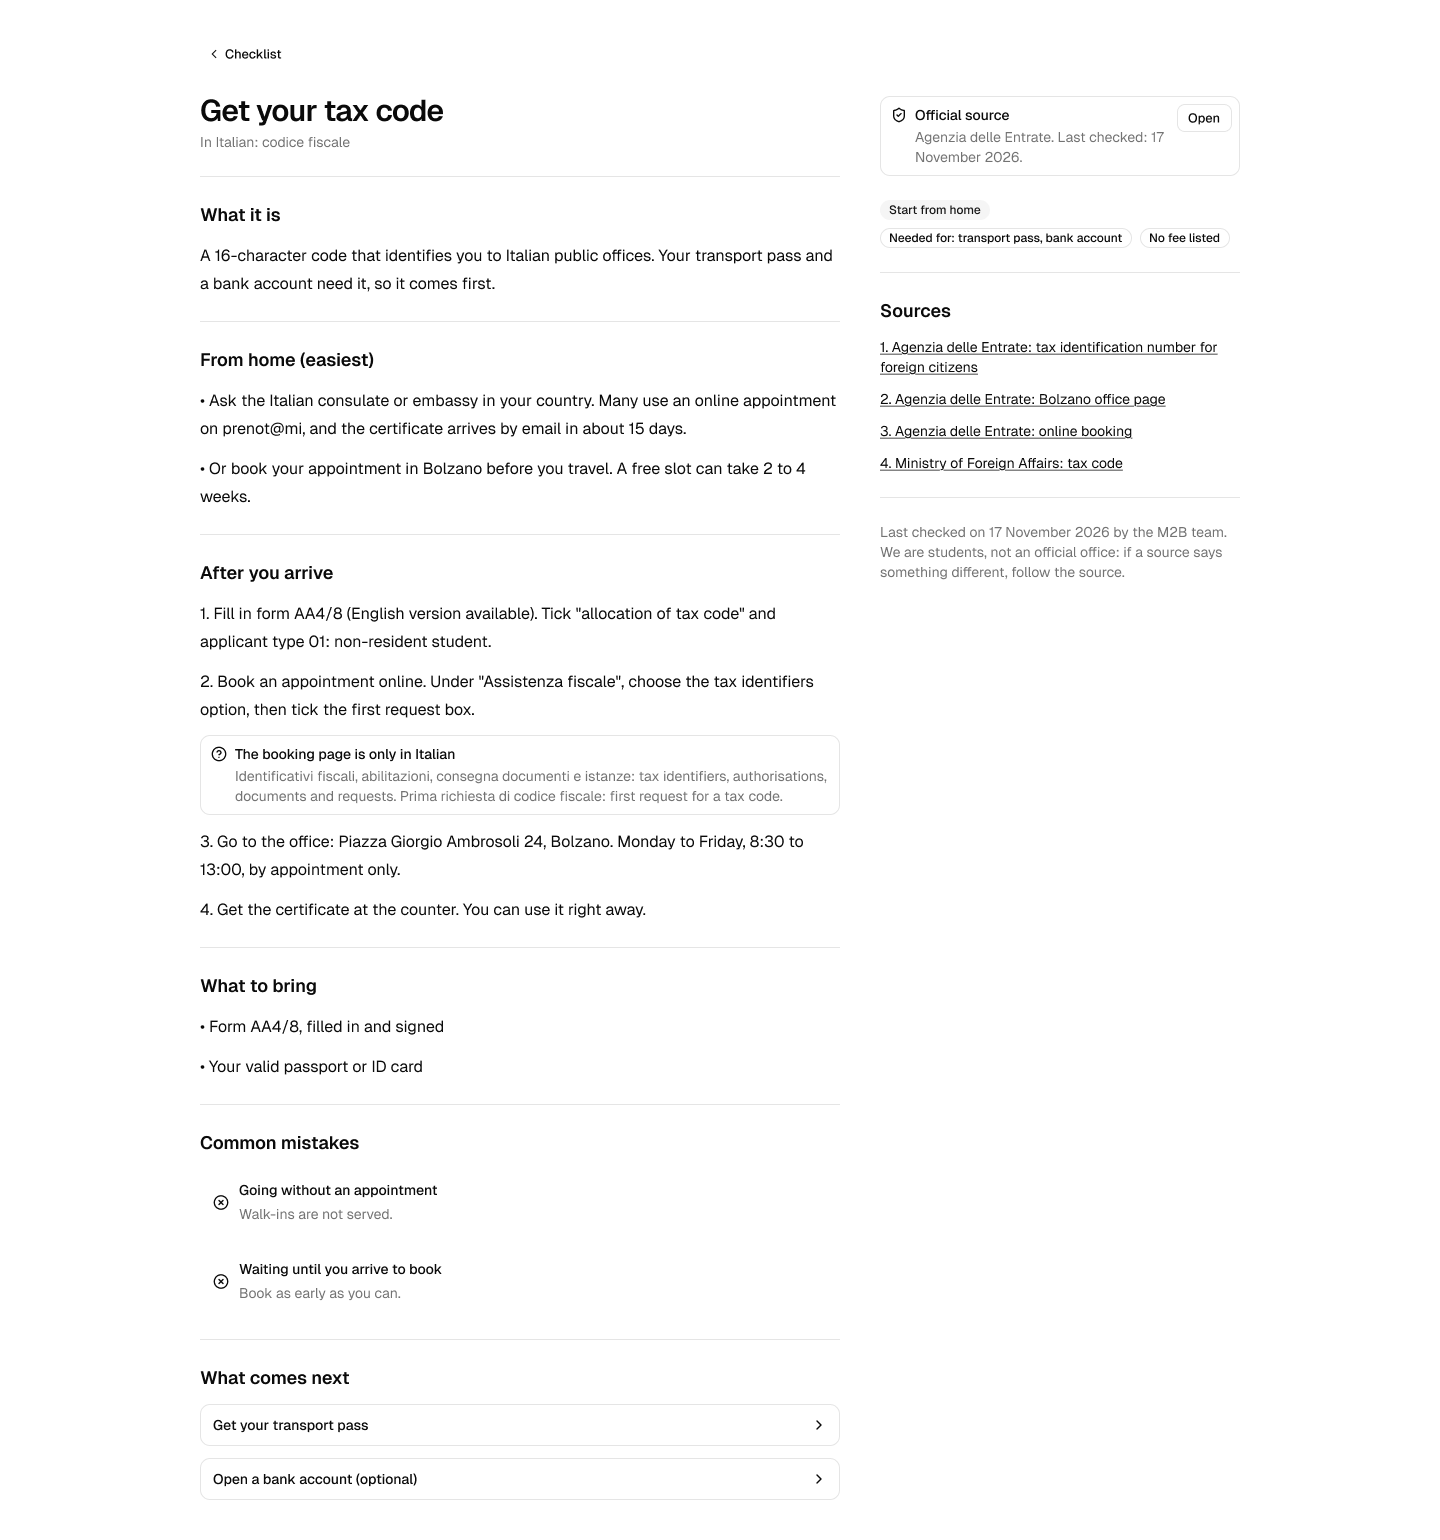 Checklist
Get your tax code
In Italian: codice fiscale
What it is
A 16-character code that identifies you to Italian public offices. Your transport pass and
a bank account need it, so it comes first.
From home (easiest)
• Ask the Italian consulate or embassy in your country. Many use an online appointment
on prenot@mi, and the certificate arrives by email in about 15 days.
• Or book your appointment in Bolzano before you travel. A free slot can take 2 to 4
weeks.
After you arrive
1. Fill in form AA4/8 (English version available). Tick "allocation of tax code" and
applicant type 01: non-resident student.
2. Book an appointment online. Under "Assistenza fiscale", choose the tax identifiers
option, then tick the first request box.
The booking page is only in Italian
Identificativi fiscali, abilitazioni, consegna documenti e istanze: tax identifiers, authorisations,
documents and requests. Prima richiesta di codice fiscale: first request for a tax code.
3. Go to the office: Piazza Giorgio Ambrosoli 24, Bolzano. Monday to Friday, 8:30 to
13:00, by appointment only.
4. Get the certificate at the counter. You can use it right away.
What to bring
• Form AA4/8, filled in and signed
• Your valid passport or ID card
Common mistakes
Going without an appointment
Walk-ins are not served.
Waiting until you arrive to book
Book as early as you can.
What comes next
Get your transport pass
Open a bank account (optional)
Official source
Open
Agenzia delle Entrate. Last checked: 17
November 2026.
Start from home
Needed for: transport pass, bank account
No fee listed
Sources
1. Agenzia delle Entrate: tax identification number for
foreign citizens
2. Agenzia delle Entrate: Bolzano office page
3. Agenzia delle Entrate: online booking
4. Ministry of Foreign Affairs: tax code
Last checked on 17 November 2026 by the M2B team.
We are students, not an official office: if a source says
something different, follow the source.